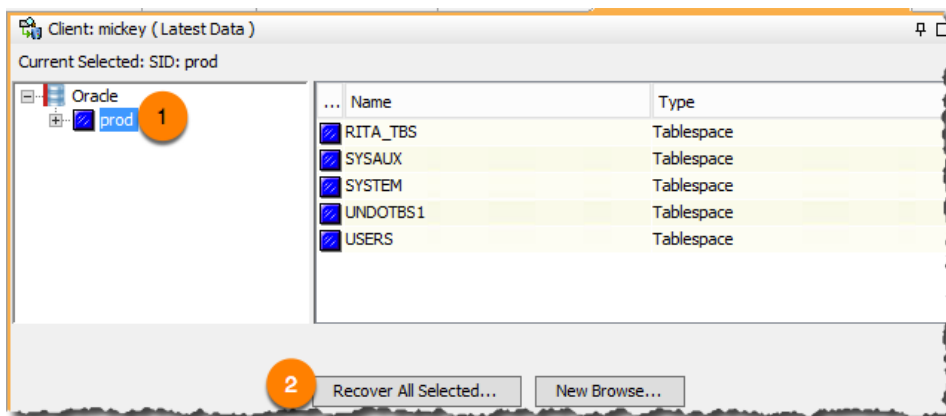 Client: mickey ( Latest Data )
Current Selected: SID: prod
Oracle
prod
1
... Name Type
RITA_TBS Tablespace
SYSAUX Tablespace
SYSTEM Tablespace
UNDOTBS1 Tablespace
USERS Tablespace
2
Recover All Selected... New Browse...